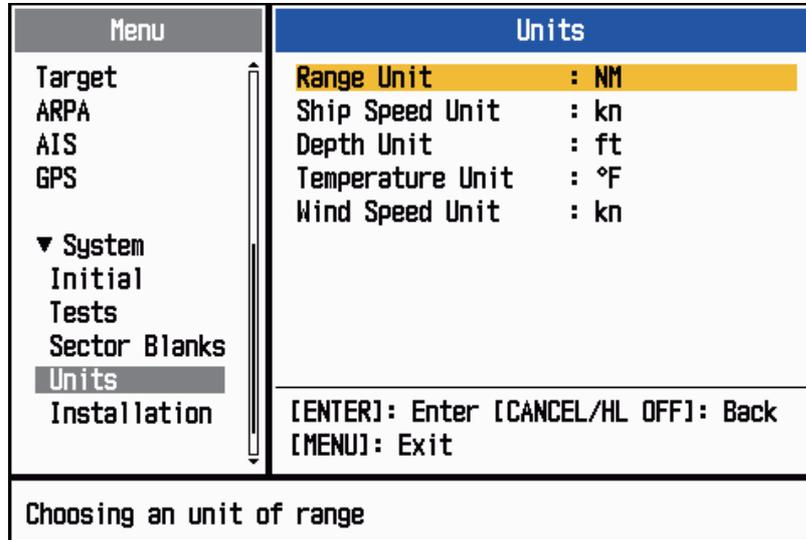 Menu
Target
ARPA
AIS
GPS
▼ System
Initial
Tests
Sector Blanks
Units
Installation
Units
Range Unit : NM
Ship Speed Unit : kn
Depth Unit : ft
Temperature Unit : °F
Wind Speed Unit : kn
[ENTER]: Enter [CANCEL/HL OFF]: Back
[MENU]: Exit
Choosing an unit of range